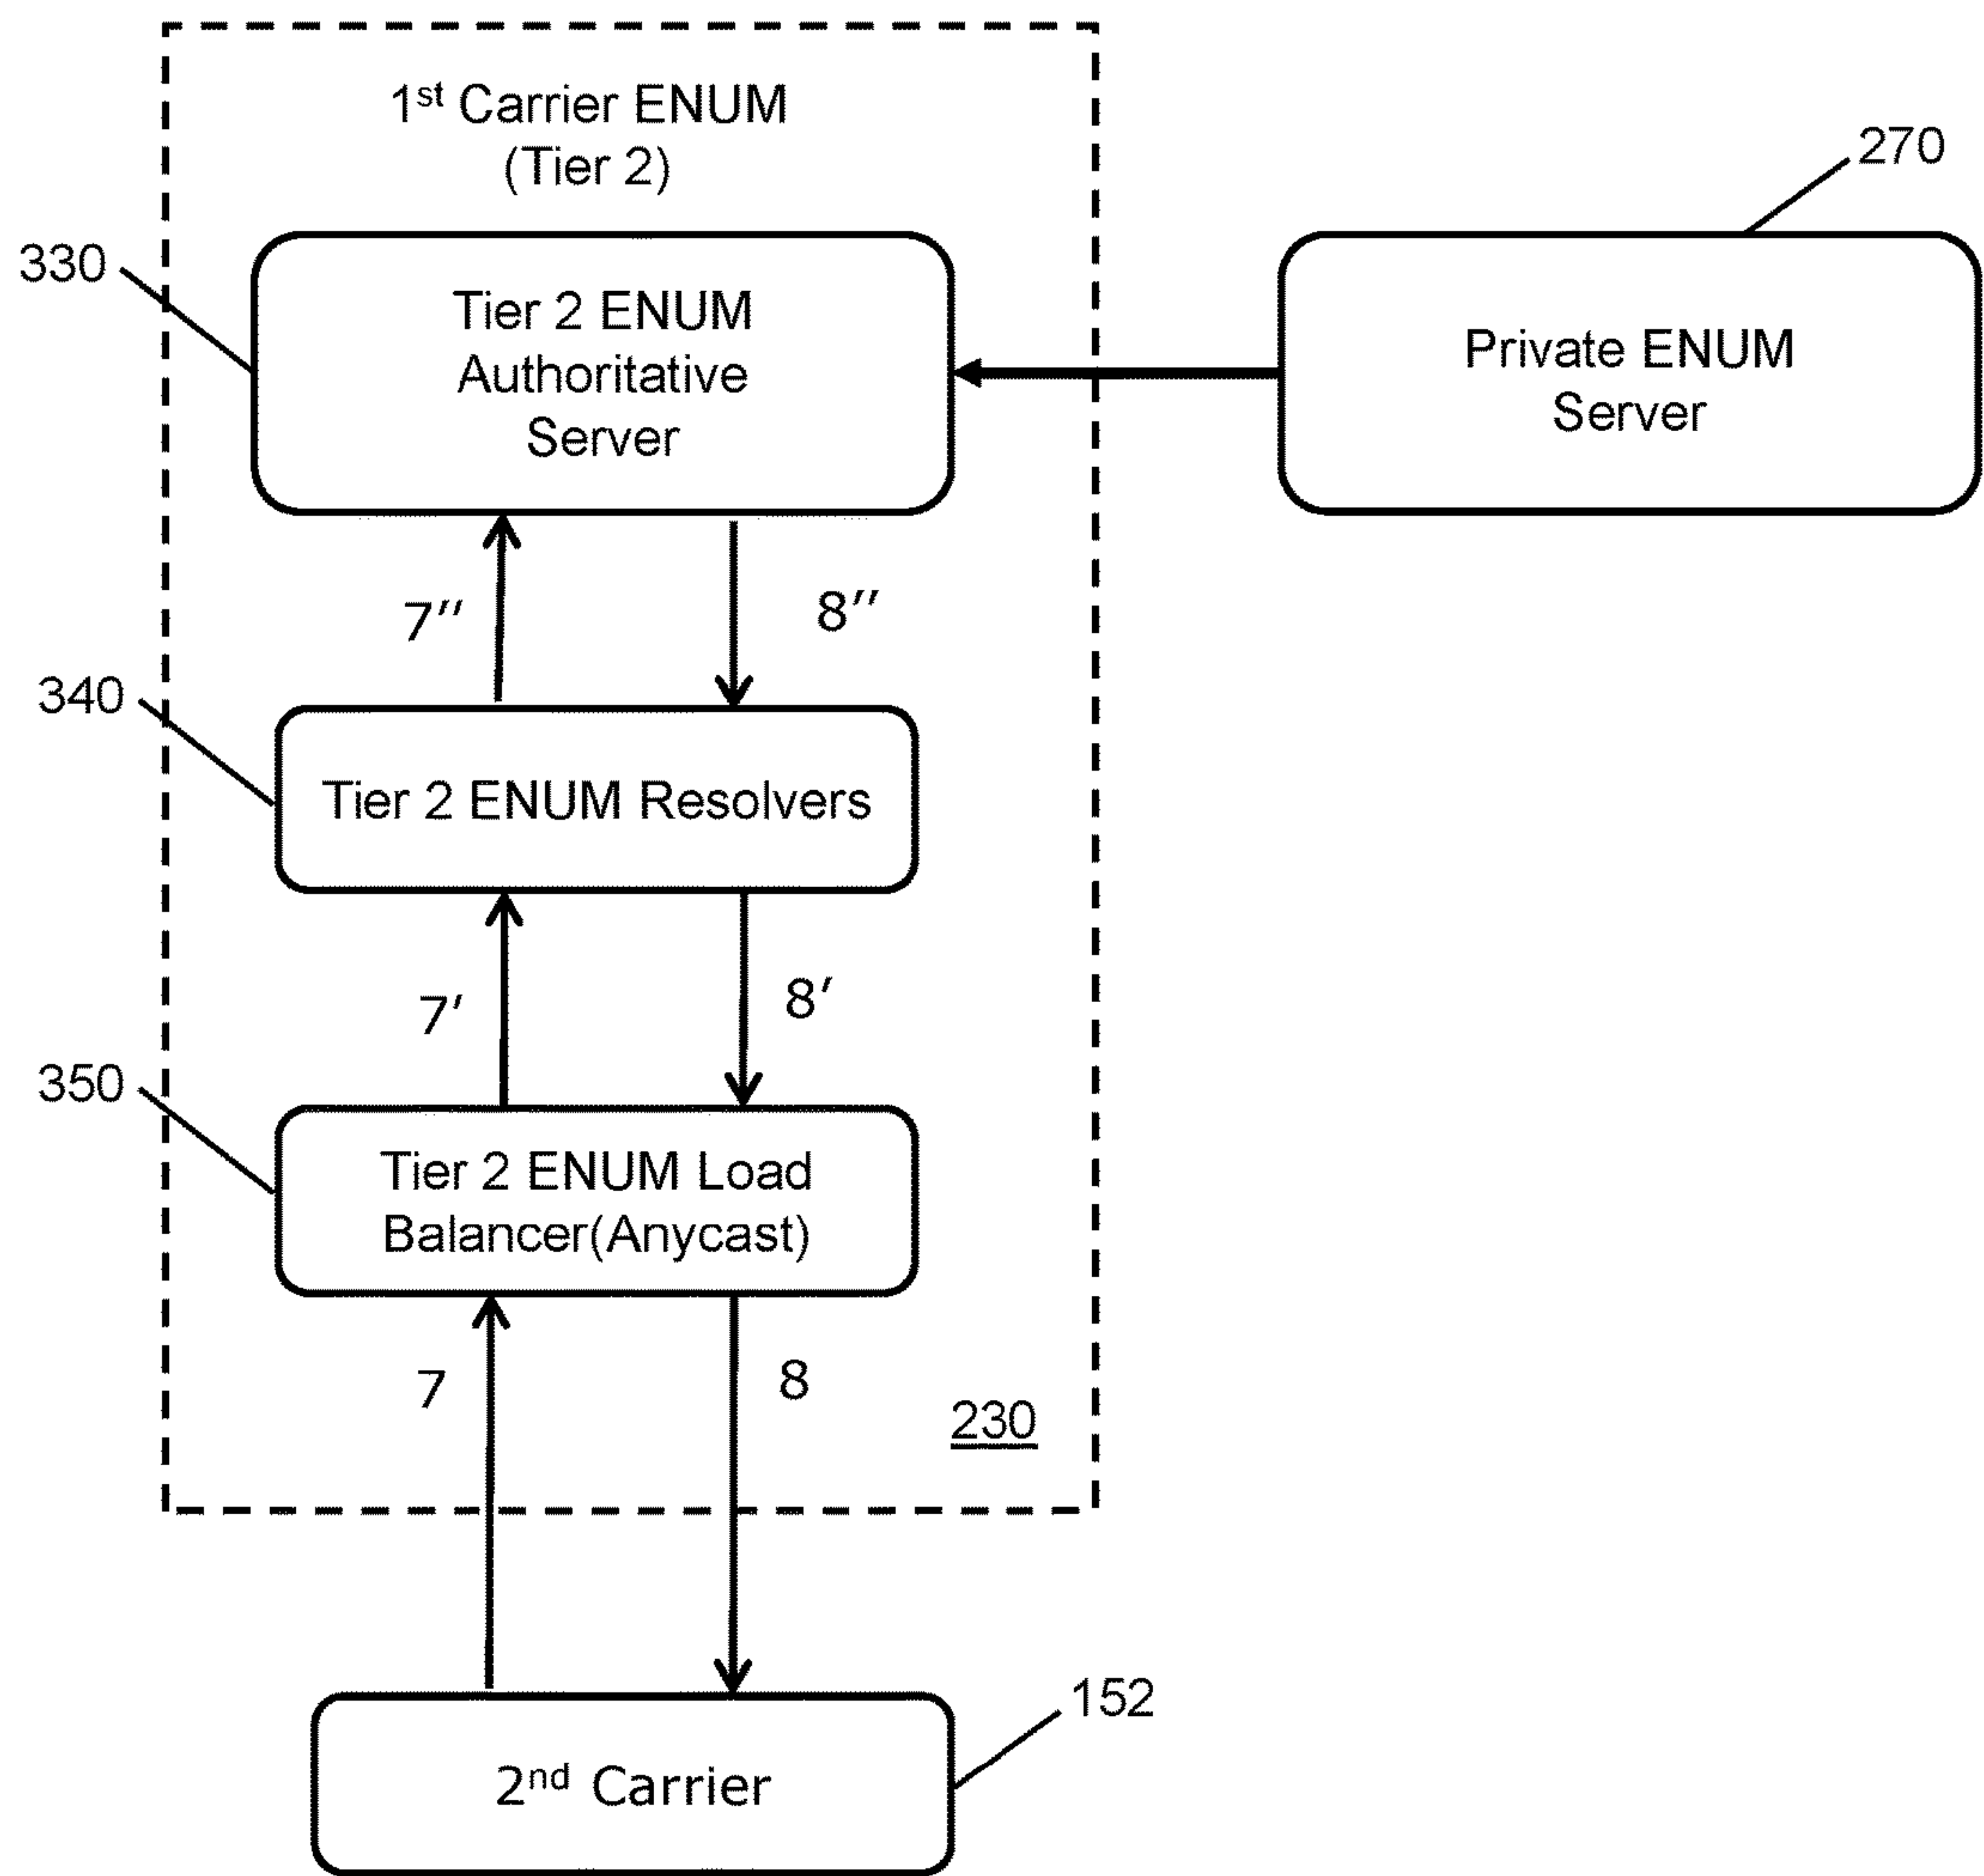 1st Carrier ENUM
(Tier 2)
270
330
Tier 2 ENUM
Authoritative
Server
Private ENUM
Server
7′′
8′′
340
Tier 2 ENUM Resolvers
7′
8′
350
Tier 2 ENUM Load
Balancer(Anycast)
7
8
230
152
2nd Carrier